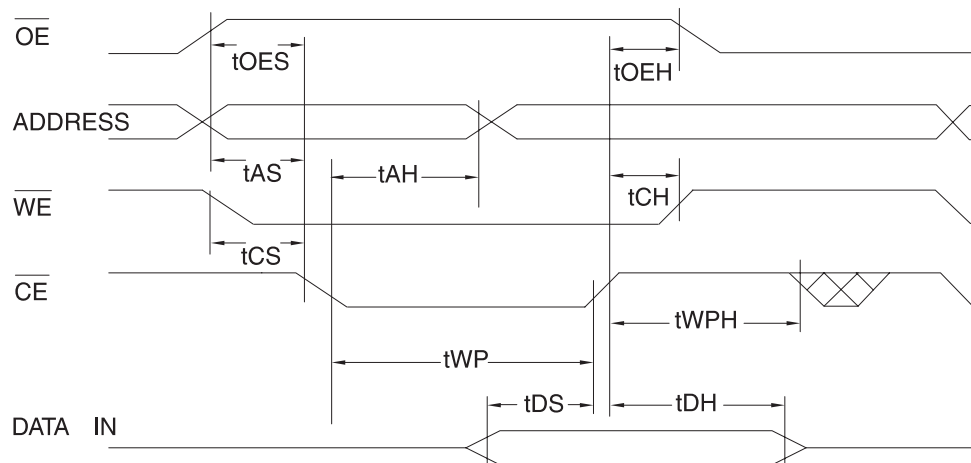 OE
tOES
tOEH
ADDRESS
tAS
tAH
tCH
WE
tCS
CE
tWPH
tWP
tDS
tDH
DATA IN